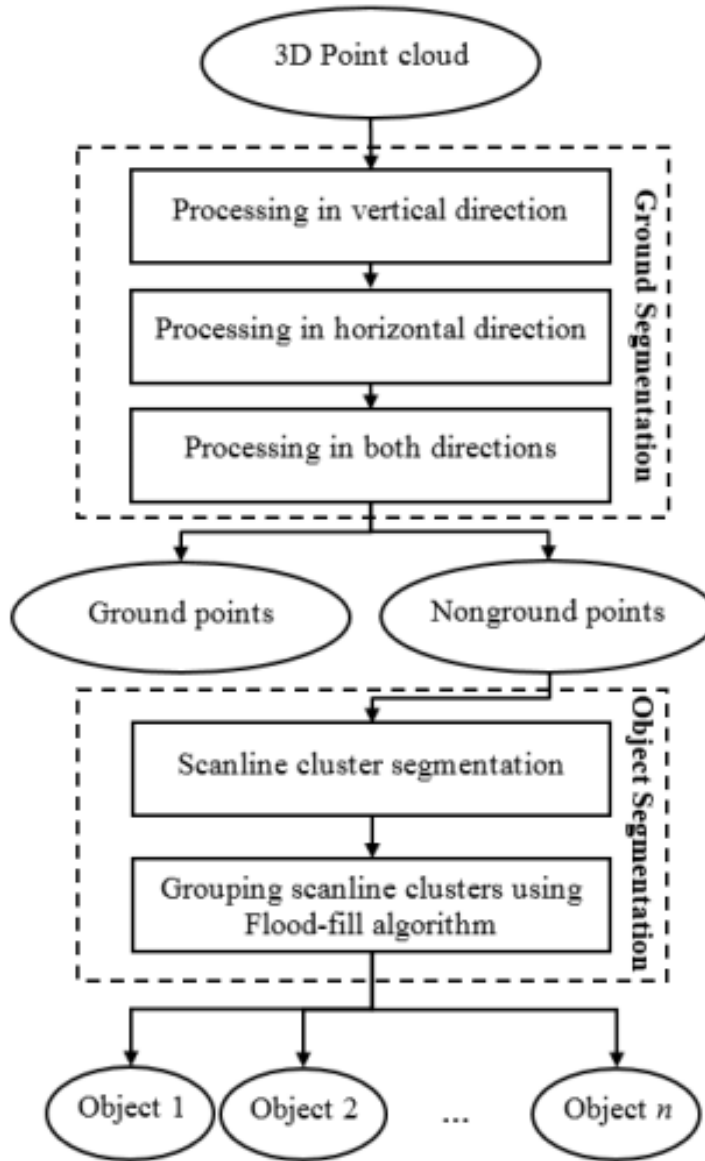 3D Point cloud
Processing in vertical direction
Processing in horizontal direction
Processing in both directions
Ground Segmentation
Ground points
Nonground points
Scanline cluster segmentation
Grouping scanline clusters using
Flood-fill algorithm
Object Segmentation
Object 1
Object 2
...
Object n